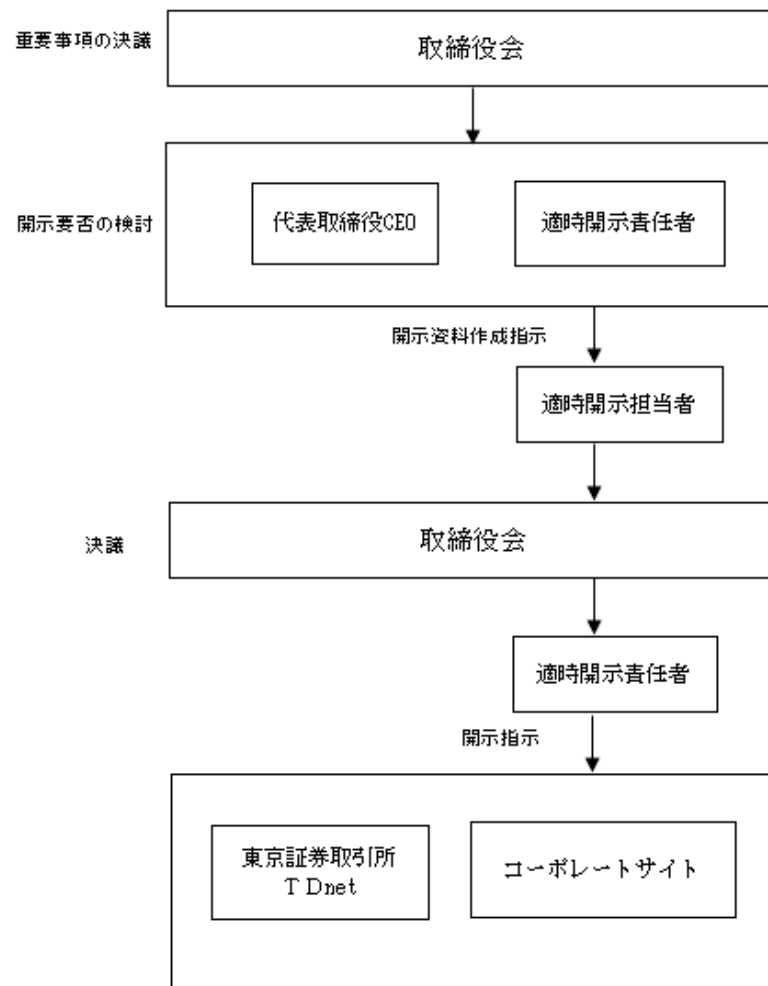 重要事項の決議
取締役会
開示要否の検討
代表取締役CEO
適時開示責任者
開示資料作成指示
適時開示担当者
決議
取締役会
適時開示責任者
開示指示
東京証券取引所
TDnet
コーポレートサイト